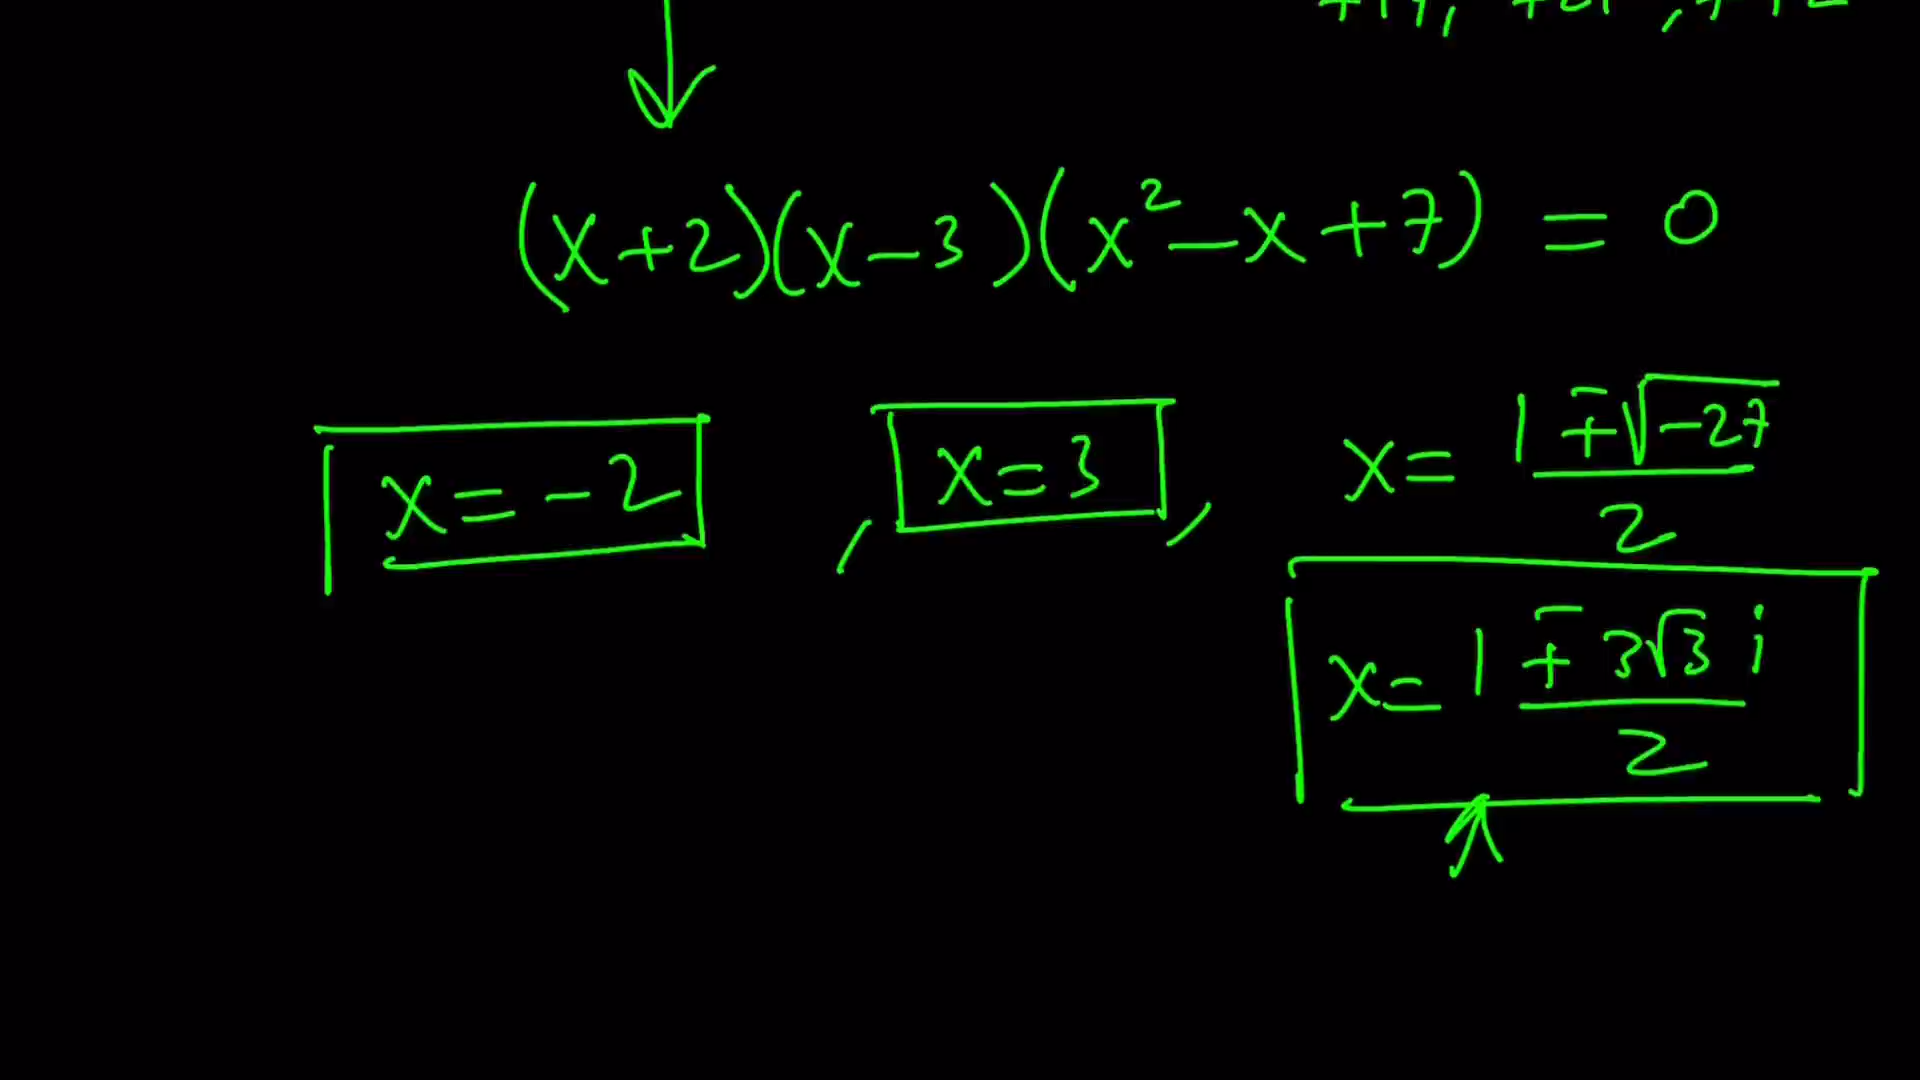 (x+2)(x-3)(x²-x+7) = 0
x=-2 , x=3 , x= (1∓√-27)/2
x= (1∓3√3 i)/2